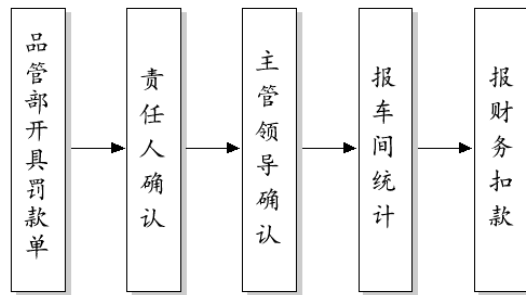 品管部开具罚款单
责任人确认
主管领导确认
报车间统计
报财务扣款